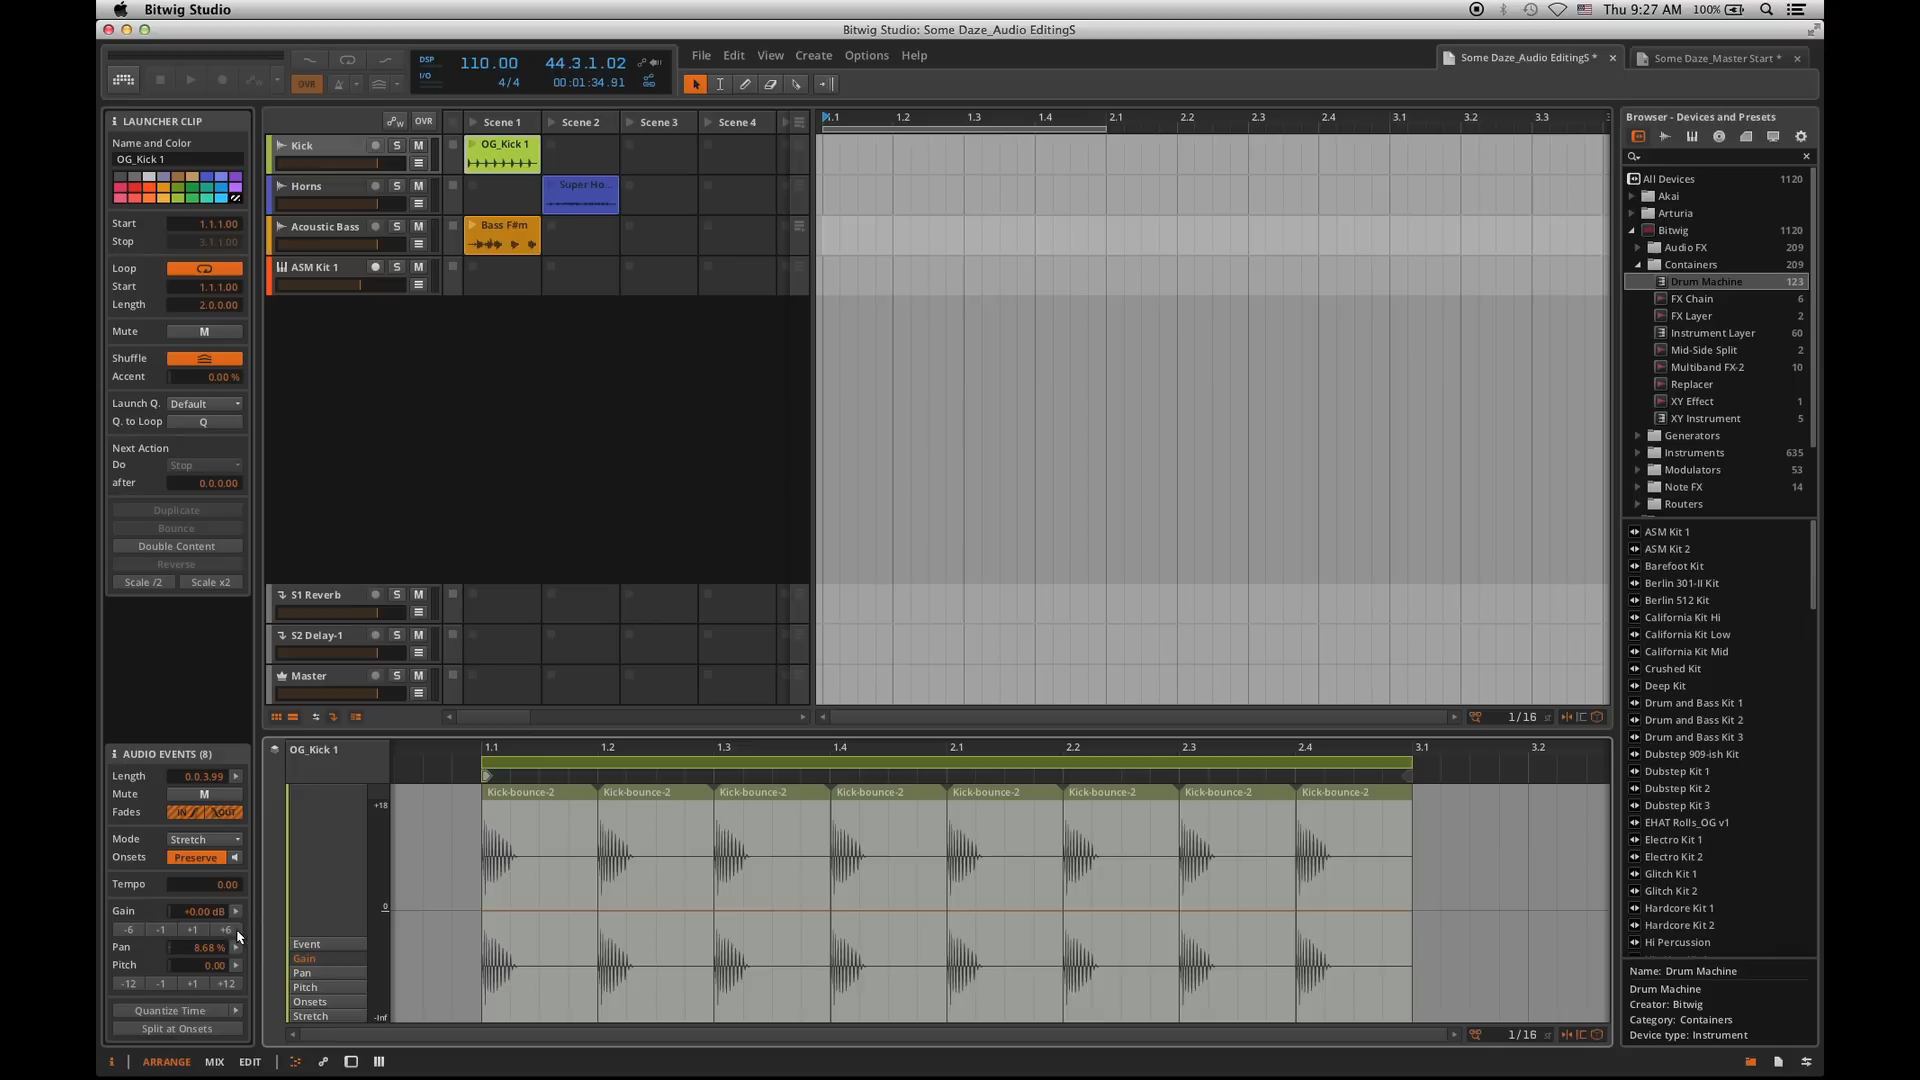 Bitwig Studio
Thu 9:27 AM 100%
Bitwig Studio: Some Daze_Audio EditingS
OVR
DSP
I/O
110.00
4/4
44.3.1.02
00:01:34.91
File Edit View Create Options Help
Some Daze_Audio EditingS *
Some Daze_Master Start *
LAUNCHER CLIP
Name and Color
OG_Kick 1
Start 1.1.1.00
Stop 3.1.1.00
Loop
Start 1.1.1.00
Length 2.0.0.00
Mute M
Shuffle
Accent 0.00 %
Launch Q. Default
Q. to Loop Q
Next Action
Do Stop
after 0.0.0.00
Duplicate
Bounce
Double Content
Reverse
Scale /2 Scale x2
AUDIO EVENTS (8)
Length 0.0.3.99
Mute M
Fades IN OUT
Mode Stretch
Onsets Preserve
Tempo 0.00
Gain +0.00 dB
-6 -1 +1 +6
Pan 8.68 %
Pitch 0.00
-12 -1 +1 +12
Quantize Time
Split at Onsets
OVR
Scene 1 Scene 2 Scene 3 Scene 4
Kick S M OG_Kick 1
Horns S M Super Ho...
Acoustic Bass S M Bass F#m
ASM Kit 1 S M
S1 Reverb S M
S2 Delay-1 S M
Master S M
1.1 1.2 1.3 1.4 2.1 2.2 2.3 2.4 3.1 3.2 3.3
1/16
OG_Kick 1
1.1 1.2 1.3 1.4 2.1 2.2 2.3 2.4 3.1 3.2
Kick-bounce-2 Kick-bounce-2 Kick-bounce-2 Kick-bounce-2 Kick-bounce-2 Kick-bounce-2 Kick-bounce-2 Kick-bounce-2
+18
0
-Inf
Event
Gain
Pan
Pitch
Onsets
Stretch
1/16
Browser - Devices and Presets
All Devices 1120
Akai
Arturia
Bitwig 1120
Audio FX 209
Containers 209
Drum Machine 123
FX Chain 6
FX Layer 2
Instrument Layer 60
Mid-Side Split 2
Multiband FX-2 10
Replacer
XY Effect 1
XY Instrument 5
Generators
Instruments 635
Modulators 53
Note FX 14
Routers
ASM Kit 1
ASM Kit 2
Barefoot Kit
Berlin 301-II Kit
Berlin 512 Kit
California Kit Hi
California Kit Low
California Kit Mid
Crushed Kit
Deep Kit
Drum and Bass Kit 1
Drum and Bass Kit 2
Drum and Bass Kit 3
Dubstep 909-ish Kit
Dubstep Kit 1
Dubstep Kit 2
Dubstep Kit 3
EHAT Rolls_OG v1
Electro Kit 1
Electro Kit 2
Glitch Kit 1
Glitch Kit 2
Hardcore Kit 1
Hardcore Kit 2
Hi Percussion
Name: Drum Machine
Drum Machine
Creator: Bitwig
Category: Containers
Device type: Instrument
i ARRANGE MIX EDIT